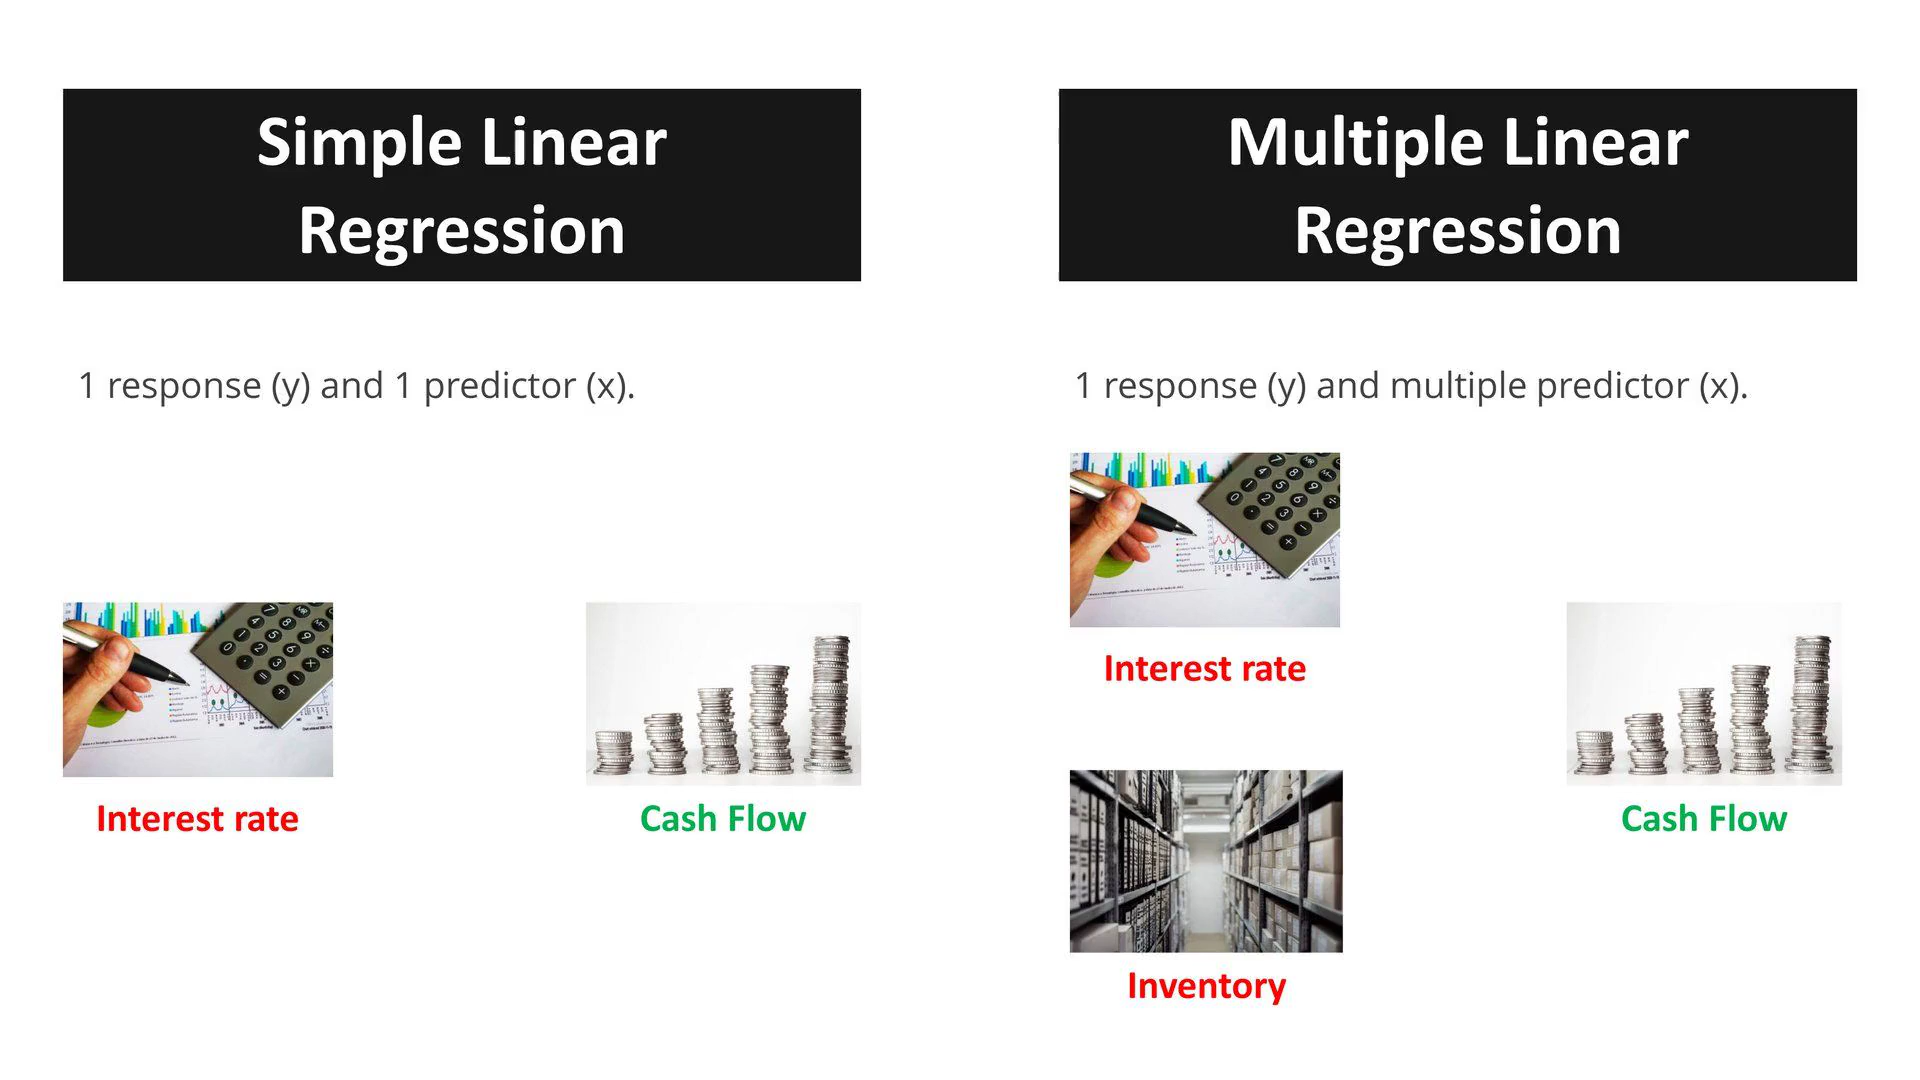 Simple Linear
Regression
1 response (y) and 1 predictor (x).
Interest rate
Cash Flow
Multiple Linear
Regression
1 response (y) and multiple predictor (x).
Interest rate
Inventory
Cash Flow